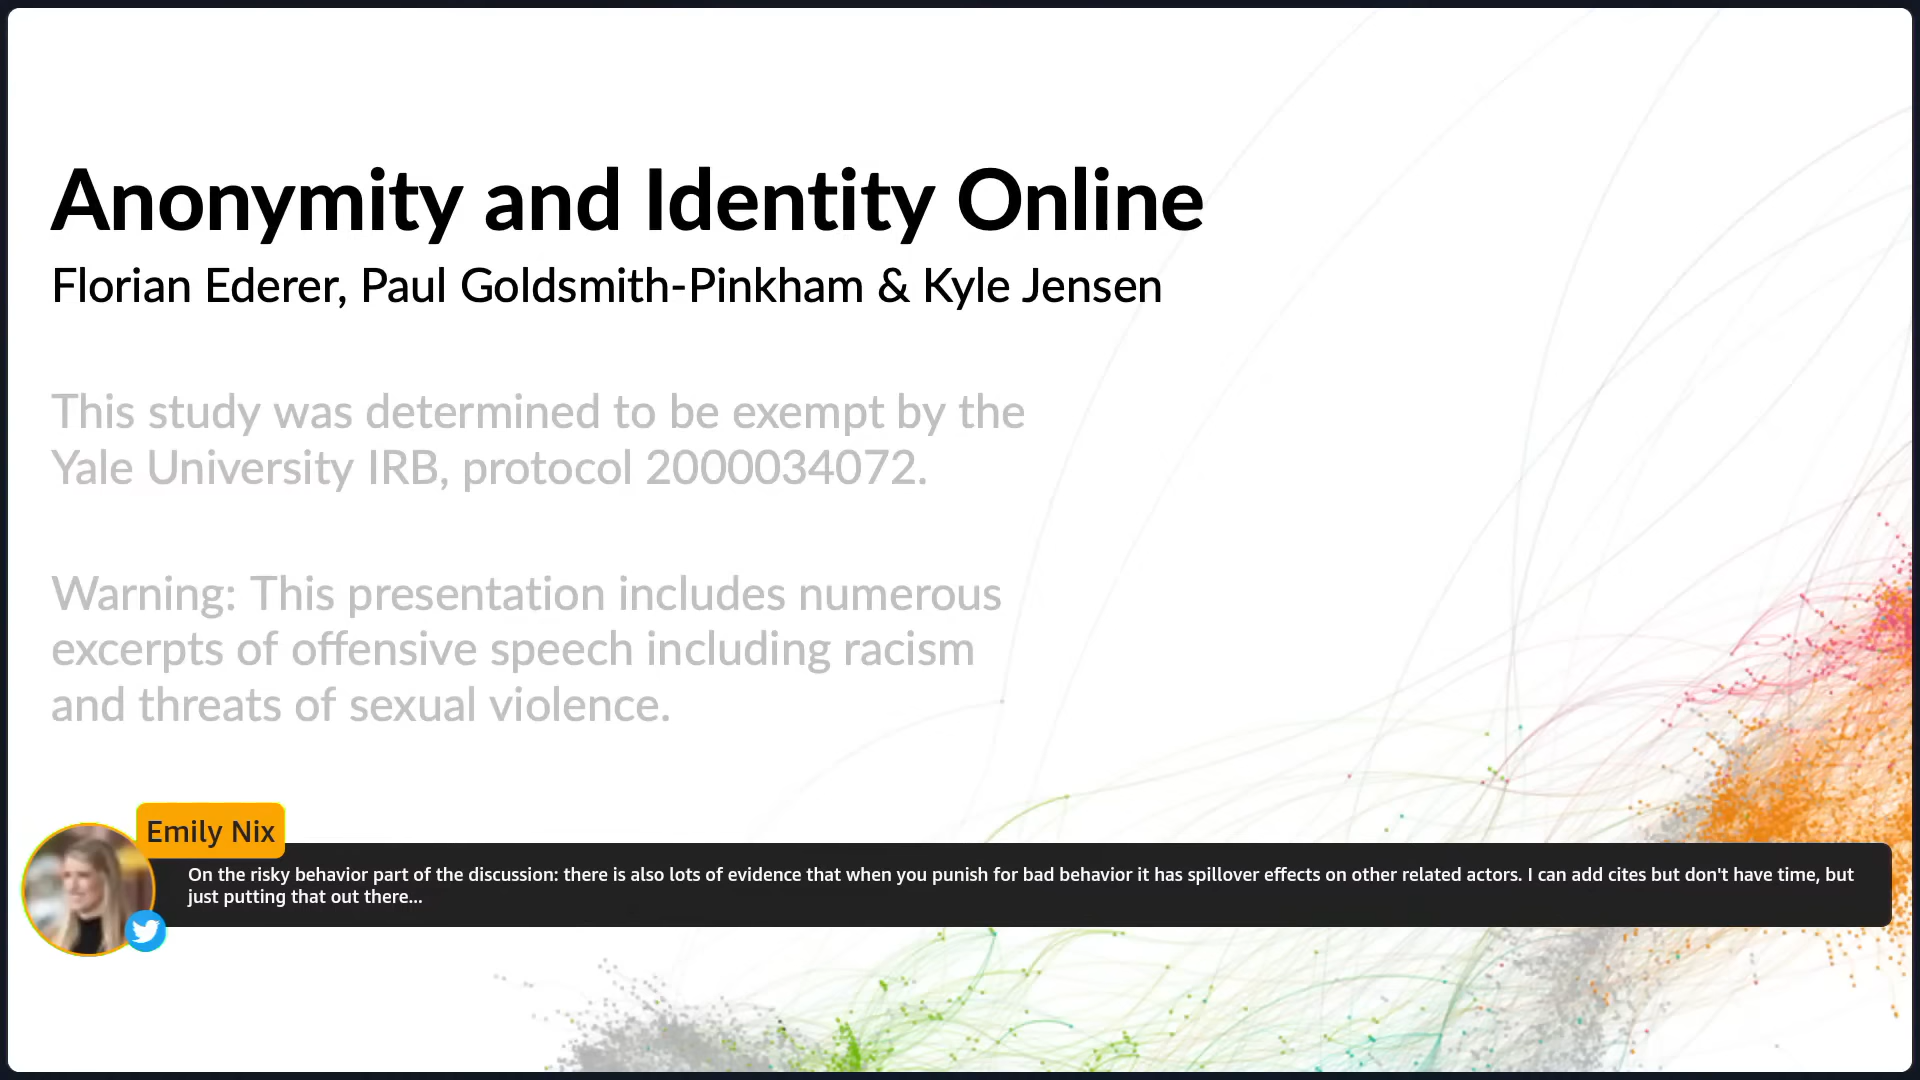 Anonymity and Identity Online
Florian Ederer, Paul Goldsmith-Pinkham & Kyle Jensen
This study was determined to be exempt by the
Yale University IRB, protocol 2000034072.
Warning: This presentation includes numerous
excerpts of offensive speech including racism
and threats of sexual violence.
Emily Nix
On the risky behavior part of the discussion: there is also lots of evidence that when you punish for bad behavior it has spillover effects on other related actors. I can add cites but don't have time, but
just putting that out there...